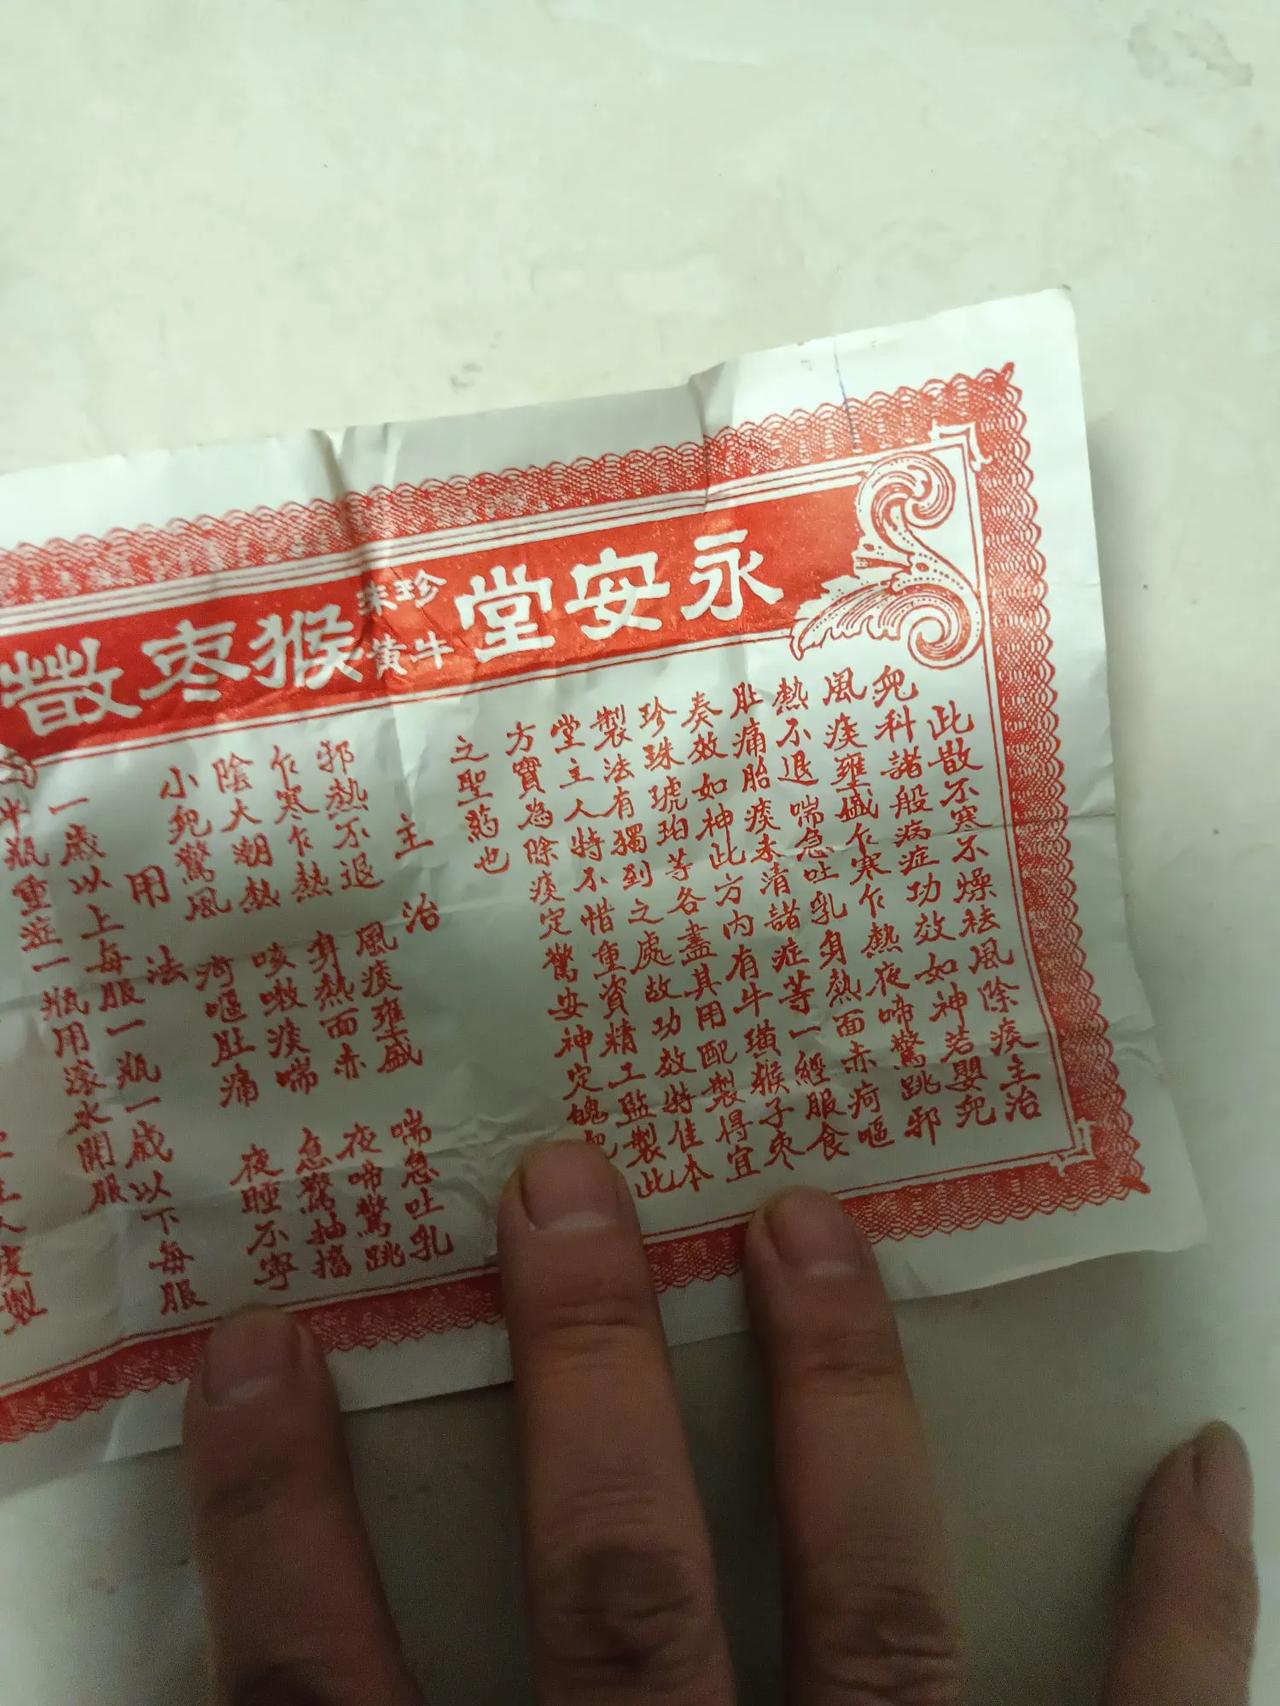 永安堂珍珠牛黃猴枣散
此散不寒不燥祛風除痰主治
兒科諸般病症功效如神若嬰兒
風痰壅盛乍寒乍熱夜啼驚跳邪
熱不退喘急吐乳身熱面赤疴嘔
肚痛胎痰未清諸症等一經服食
奏效如神此方內有牛璜猴子枣
珍珠琥珀等各盡其用配製得宜
製法有獨到之處故功效特佳本
堂主人特不惜重資精工監製此
方實為除痰定驚安神定魄
之聖药也
主治
邪熱不退 風痰壅盛 喘急吐乳
乍寒乍熱 身熱面赤 夜啼驚跳
陰大潮熱 咳嗽痰喘 急驚抽搐
小兒驚風 疴嘔肚痛 夜睡不寧
用法
一歲以上每服一瓶一歲以下每服
半瓶重症一瓶用滾水開服
主人虔製